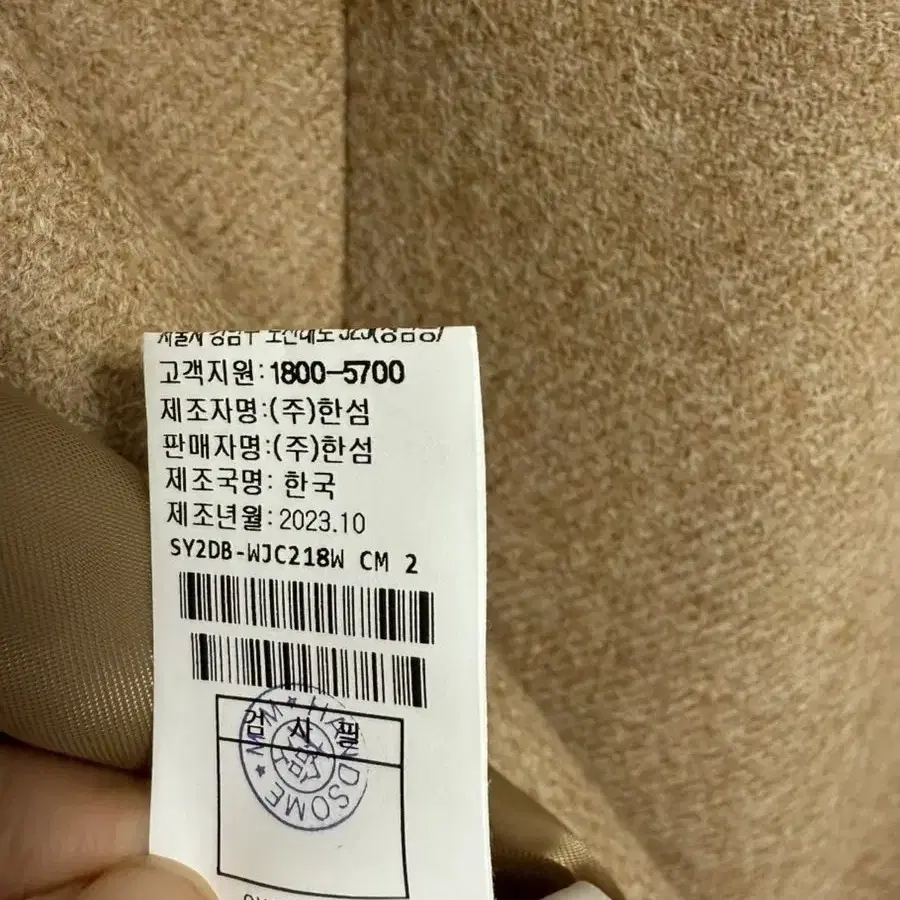 고객지원:1800-5700
제조자명:(주)한섬
판매자명:(주)한섬
제조국명: 한국
제조년월:2023.10
SY2DB-WJC218W CM 2
검 사 필
HANDSOME